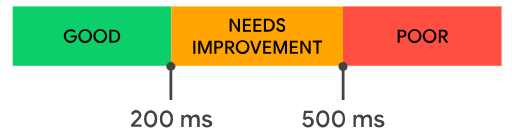 GOOD
NEEDS
IMPROVEMENT
POOR
200 ms
500 ms